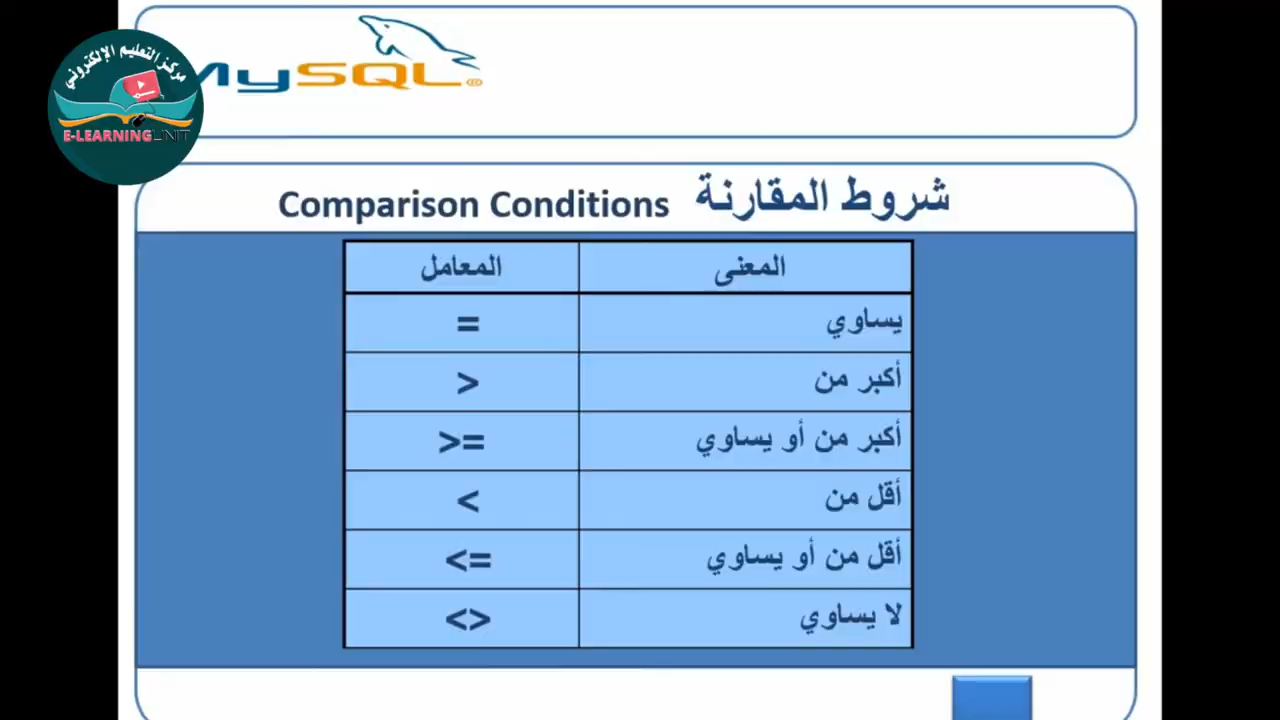 مركز التعليم الإلكتروني
E-LEARNING UNIT
MySQL®
شروط المقارنة Comparison Conditions
المعنى المعامل
يساوي =
أكبر من >
أكبر من أو يساوي >=
أقل من <
أقل من أو يساوي <=
لا يساوي <>